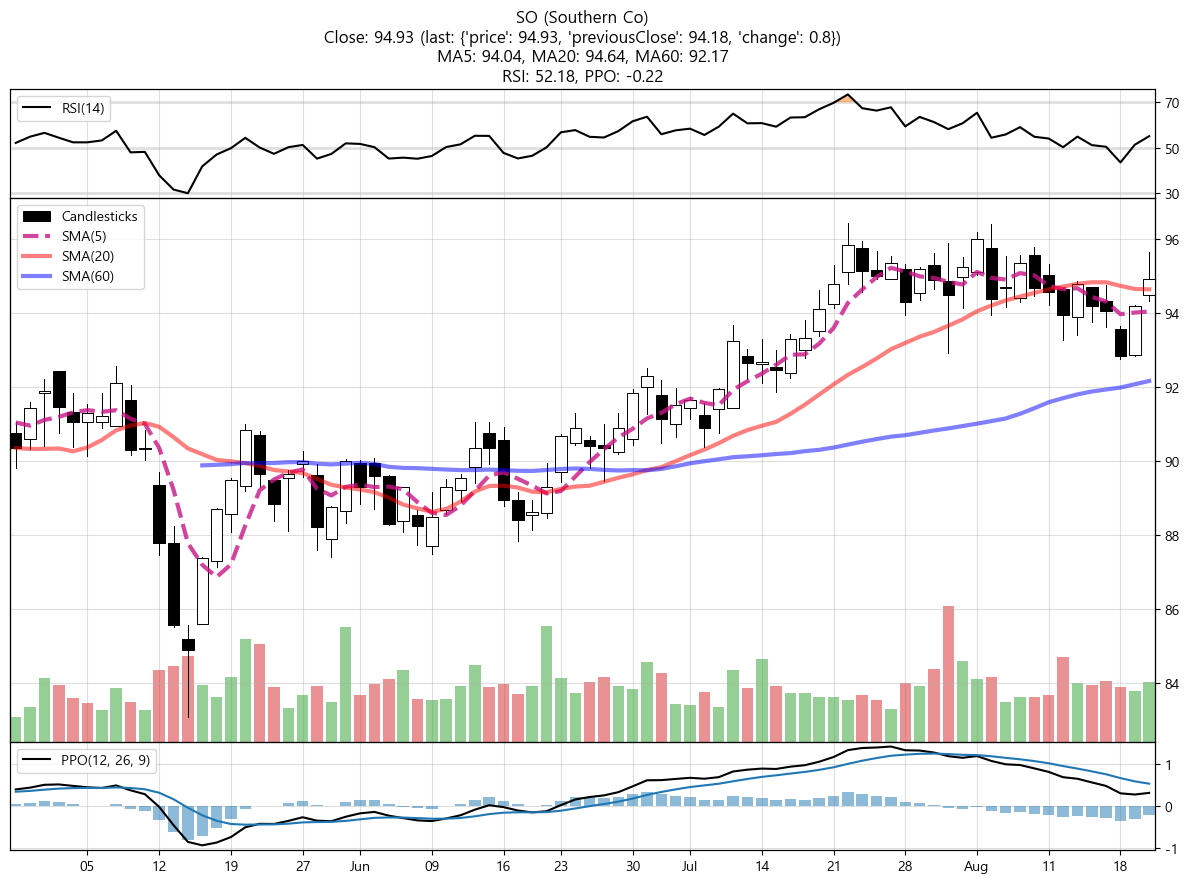 SO (Southern Co)
Close: 94.93 (last: {'price': 94.93, 'previousClose': 94.18, 'change': 0.8})
MA5: 94.04, MA20: 94.64, MA60: 92.17
RSI: 52.18, PPO: -0.22
RSI(14)
70
50
30
Candlesticks
SMA(5)
SMA(20)
SMA(60)
96
94
92
90
88
86
84
PPO(12, 26, 9)
1
0
-1
05 12 19 27 Jun 09 16 23 30 Jul 14 21 28 Aug 11 18